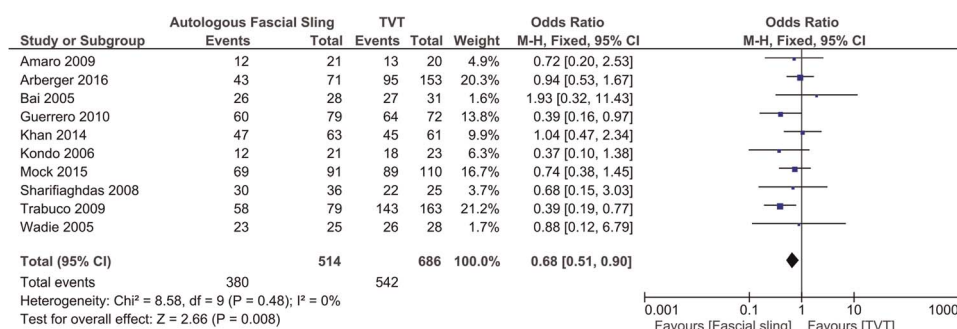 Autologous Fascial Sling TVT Odds Ratio Odds Ratio
Study or Subgroup Events Total Events Total Weight M-H, Fixed, 95% CI M-H, Fixed, 95% CI
Amaro 2009 12 21 13 20 4.9% 0.72 [0.20, 2.53]
Arberger 2016 43 71 95 153 20.3% 0.94 [0.53, 1.67]
Bai 2005 26 28 27 31 1.6% 1.93 [0.32, 11.43]
Guerrero 2010 60 79 64 72 13.8% 0.39 [0.16, 0.97]
Khan 2014 47 63 45 61 9.9% 1.04 [0.47, 2.34]
Kondo 2006 12 21 18 23 6.3% 0.37 [0.10, 1.38]
Mock 2015 69 91 89 110 16.7% 0.74 [0.38, 1.45]
Sharifiaghdas 2008 30 36 22 25 3.7% 0.68 [0.15, 3.03]
Trabuco 2009 58 79 143 163 21.2% 0.39 [0.19, 0.77]
Wadie 2005 23 25 26 28 1.7% 0.88 [0.12, 6.79]
Total (95% CI) 514 686 100.0% 0.68 [0.51, 0.90]
Total events 380 542
Heterogeneity: Chi² = 8.58, df = 9 (P = 0.48); I² = 0%
Test for overall effect: Z = 2.66 (P = 0.008)
0.001 0.1 1 10 1000
Favours [Fascial sling] Favours [TVT]